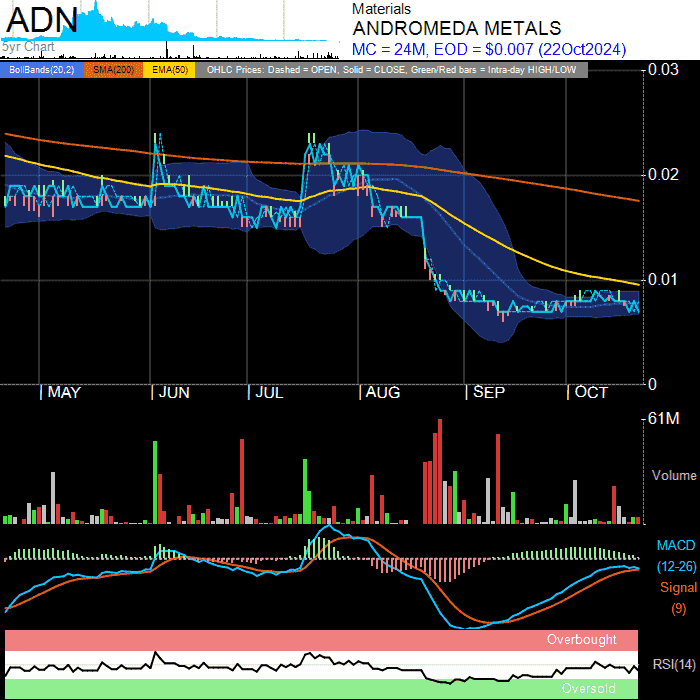 ADN
Materials
ANDROMEDA METALS
MC = 24M, EOD = $0.007 (22Oct2024)
5yr Chart
BollBands(20,2) SMA(200) EMA(50) OHLC Prices: Dashed = OPEN, Solid = CLOSE, Green/Red bars = Intra-day HIGH/LOW
0.03
0.02
0.01
0
MAY JUN JUL AUG SEP OCT
61M
Volume
MACD
(12-26)
Signal
(9)
Overbought
RSI(14)
Oversold